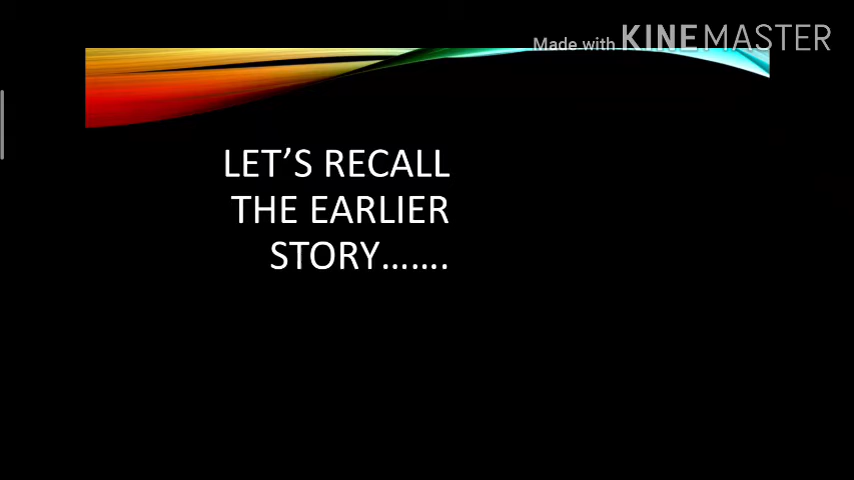 Made with KINEMASTER
LET’S RECALL
THE EARLIER
STORY.......